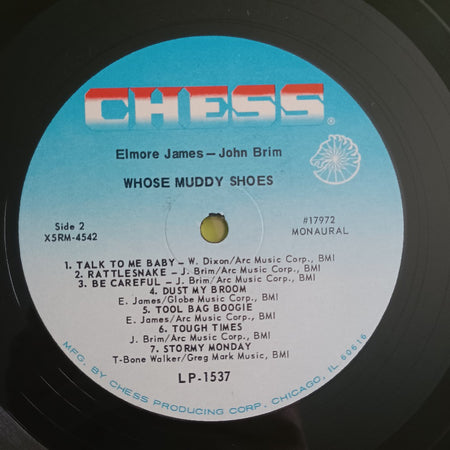 CHESS®
Elmore James – John Brim
WHOSE MUDDY SHOES
Side 2
X5RM-4542
#17972
MONAURAL
1. TALK TO ME BABY – W. Dixon/Arc Music Corp., BMI
2. RATTLESNAKE – J. Brim/Arc Music Corp., BMI
3. BE CAREFUL – J. Brim/Arc Music Corp., BMI
4. DUST MY BROOM
E. James/Globe Music Corp., BMI
5. TOOL BAG BOOGIE
E. James/Arc Music Corp., BMI
6. TOUGH TIMES
J. Brim/Arc Music Corp., BMI
7. STORMY MONDAY
T-Bone Walker/Greg Mark Music, BMI
LP-1537
MFG. BY CHESS PRODUCING CORP. CHICAGO, IL 69616